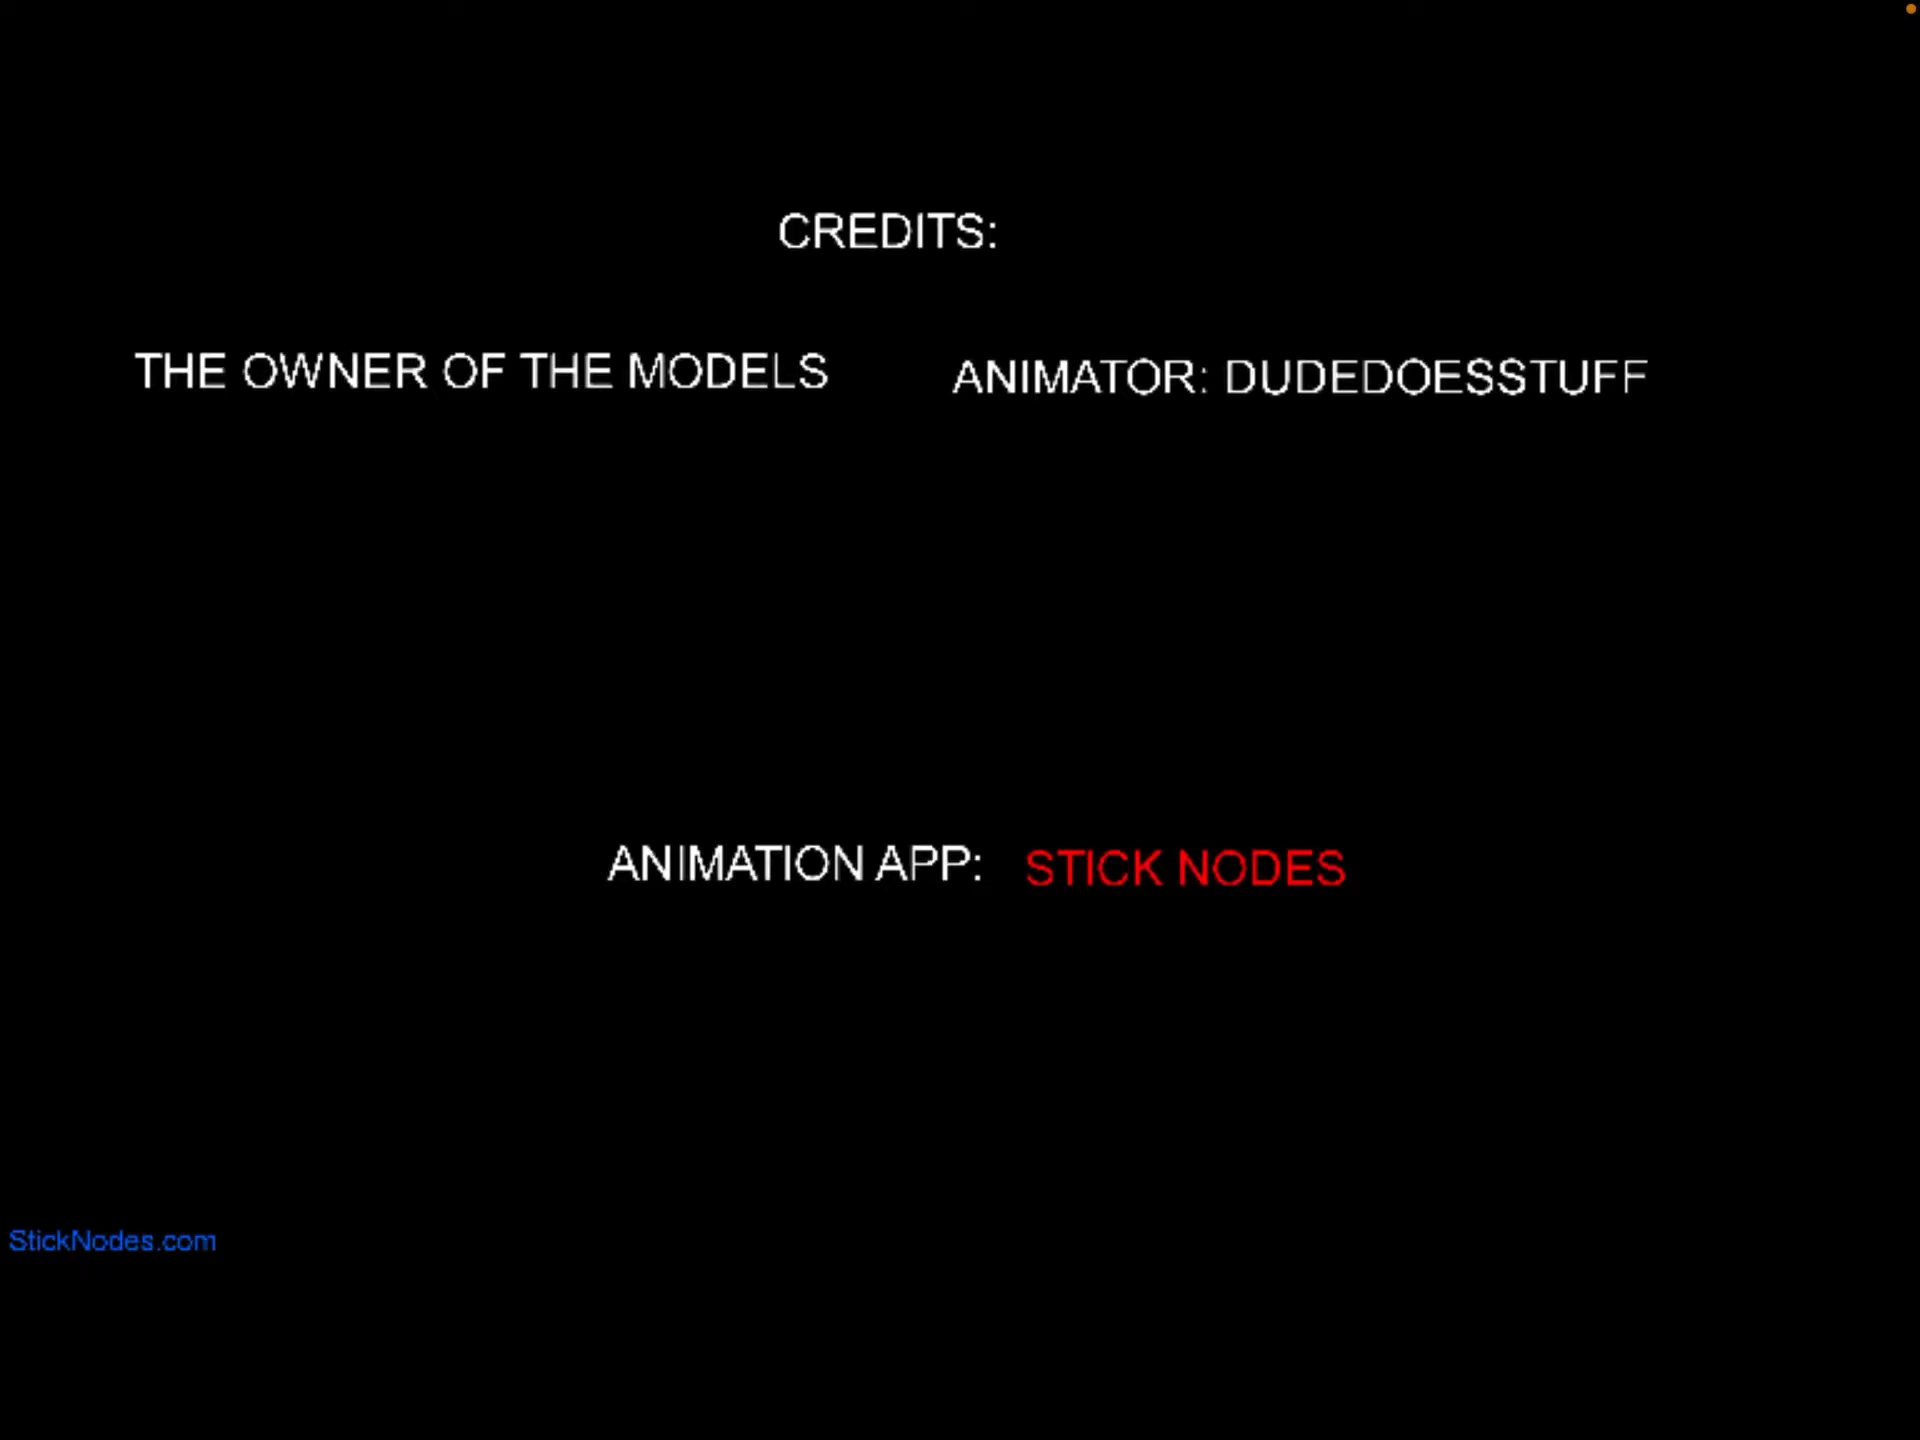 CREDITS:
THE OWNER OF THE MODELS
ANIMATOR: DUDEDOESSTUFF
ANIMATION APP: STICK NODES
StickNodes.com